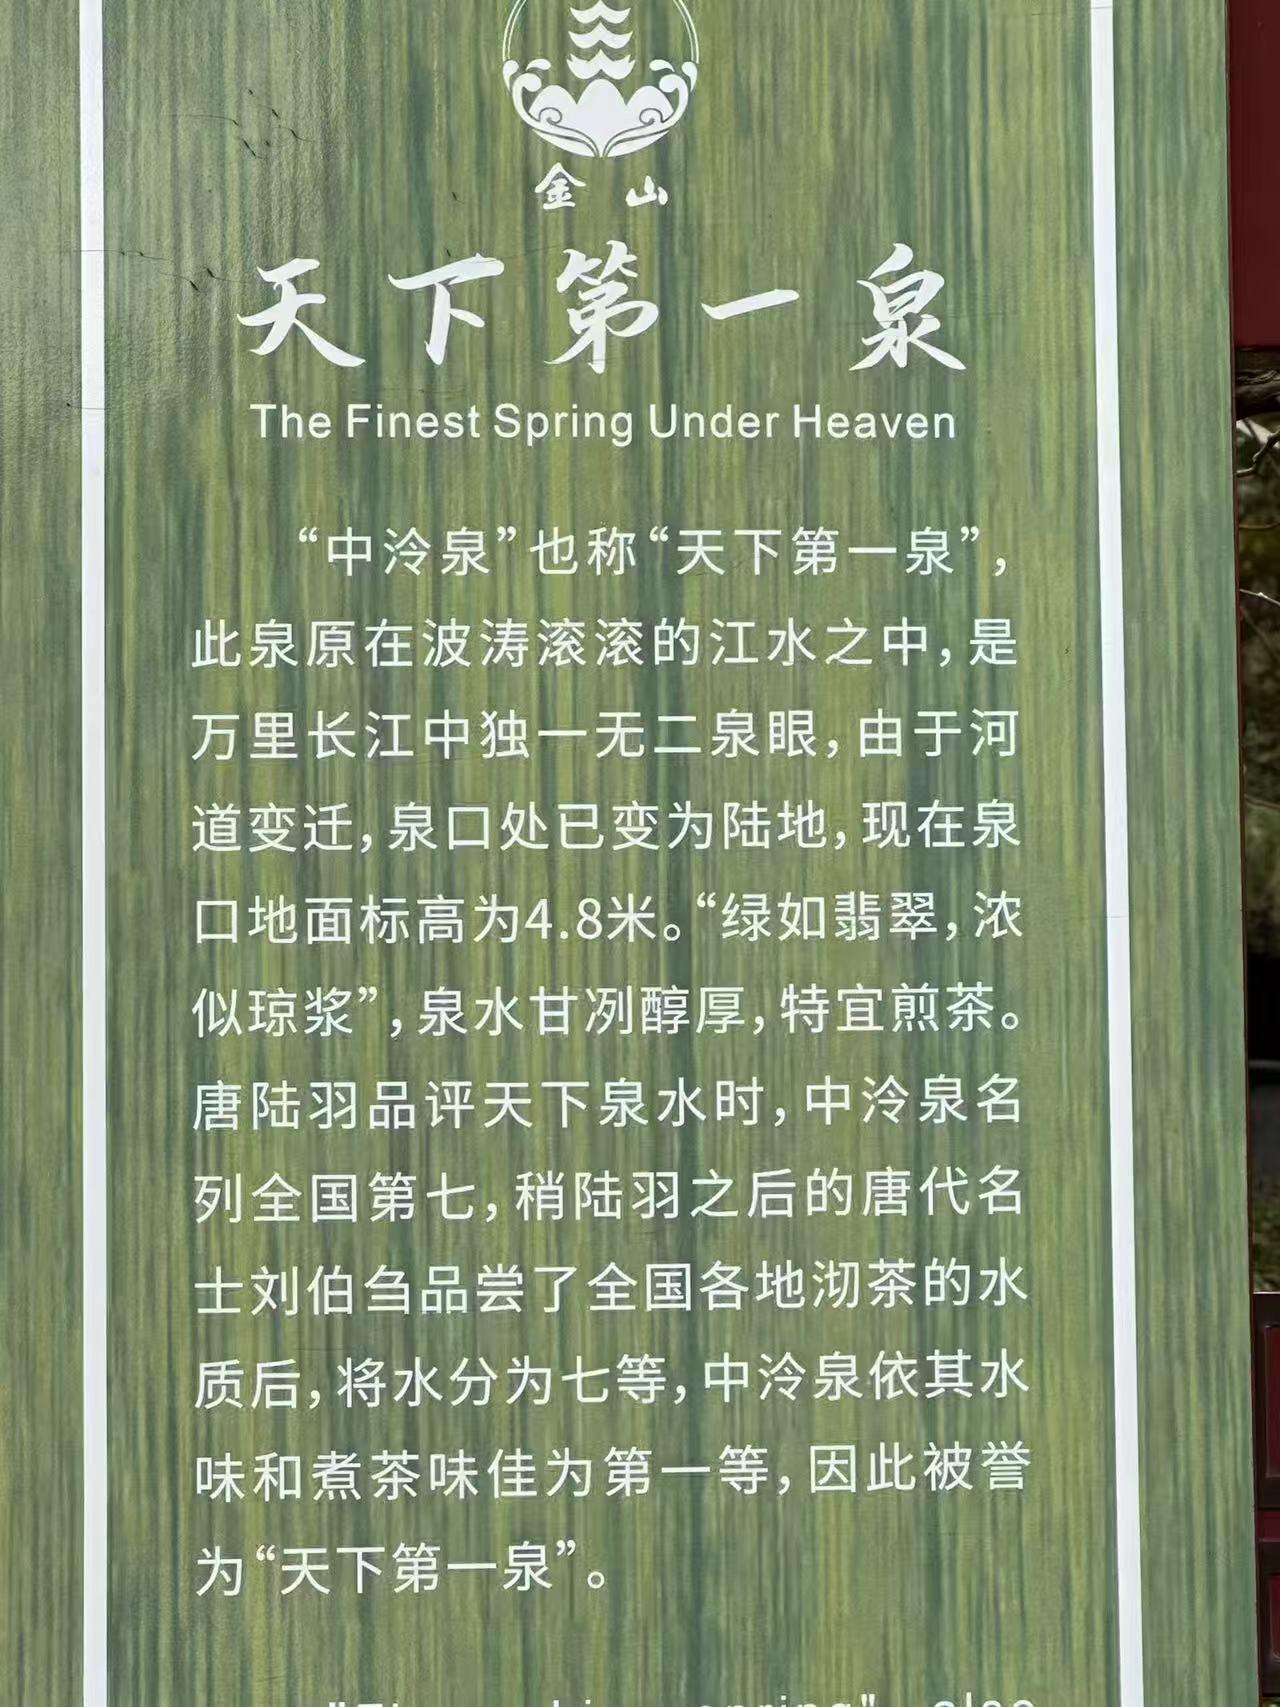 金山
天下第一泉
The Finest Spring Under Heaven
“中泠泉”也称“天下第一泉”，
此泉原在波涛滚滚的江水之中，是
万里长江中独一无二泉眼，由于河
道变迁，泉口处已变为陆地，现在泉
口地面标高为4.8米。“绿如翡翠，浓
似琼浆”，泉水甘冽醇厚，特宜煎茶。
唐陆羽品评天下泉水时，中泠泉名
列全国第七，稍陆羽之后的唐代名
士刘伯刍品尝了全国各地沏茶的水
质后，将水分为七等，中泠泉依其水
味和煮茶味佳为第一等，因此被誉
为“天下第一泉”。
spring" also